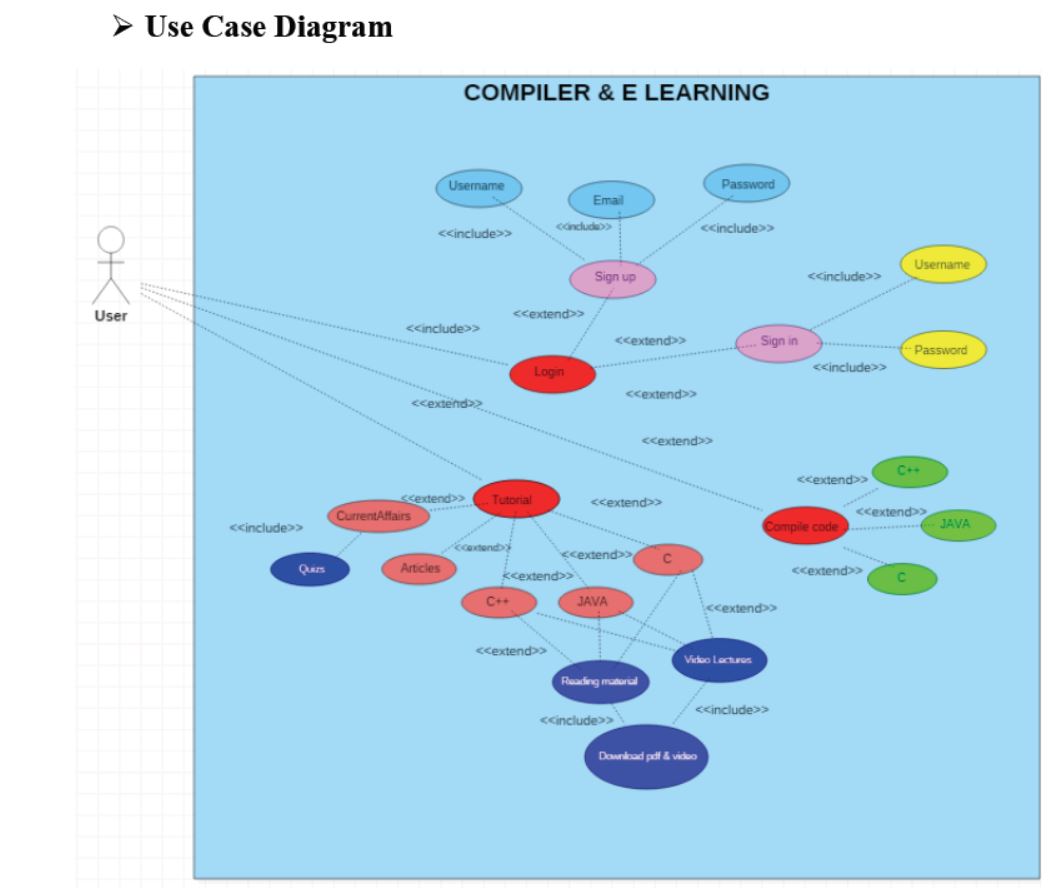 ➢ Use Case Diagram
COMPILER & E LEARNING
Username
Email
Password
<<include>>
<<include>>
<<include>>
Sign up
Username
<<include>>
User
<<extend>>
<<include>>
<<extend>>
Sign in
Password
<<include>>
Login
<<extend>>
<<extend>>
<<extend>>
C++
<<extend>>
Tutorial
<<extend>>
<<extend>>
CurrentAffairs
<<extend>>
JAVA
Compile code
<<include>>
<<extend>>
<<extend>>
C
Quizs
Articles
<<extend>>
<<extend>>
C
C++
JAVA
<<extend>>
<<extend>>
Video Lectures
Reading material
<<include>>
<<include>>
Download pdf & video